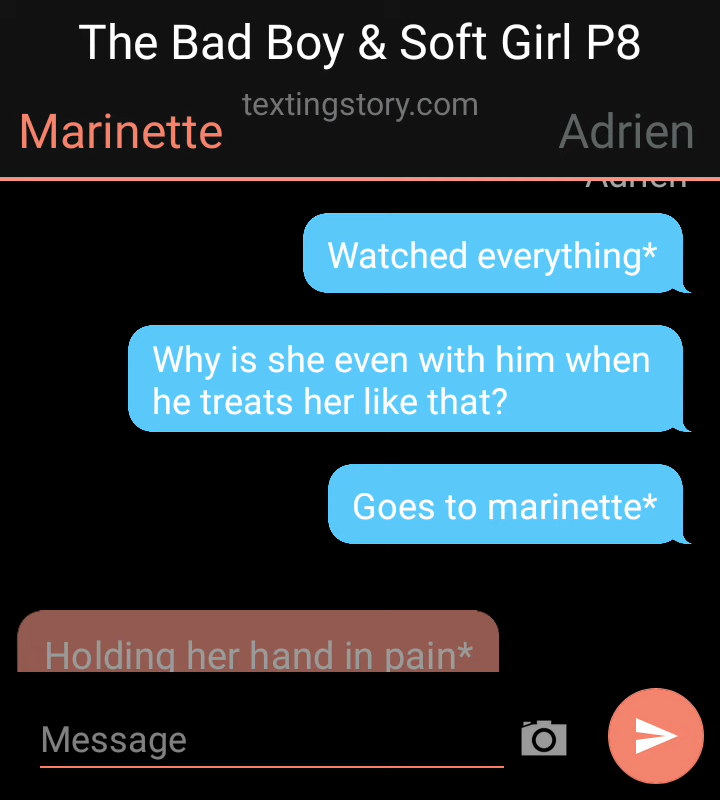 The Bad Boy & Soft Girl P8
textingstory.com
Marinette
Adrien
Adrien
Watched everything*
Why is she even with him when
he treats her like that?
Goes to marinette*
Holding her hand in pain*
Message